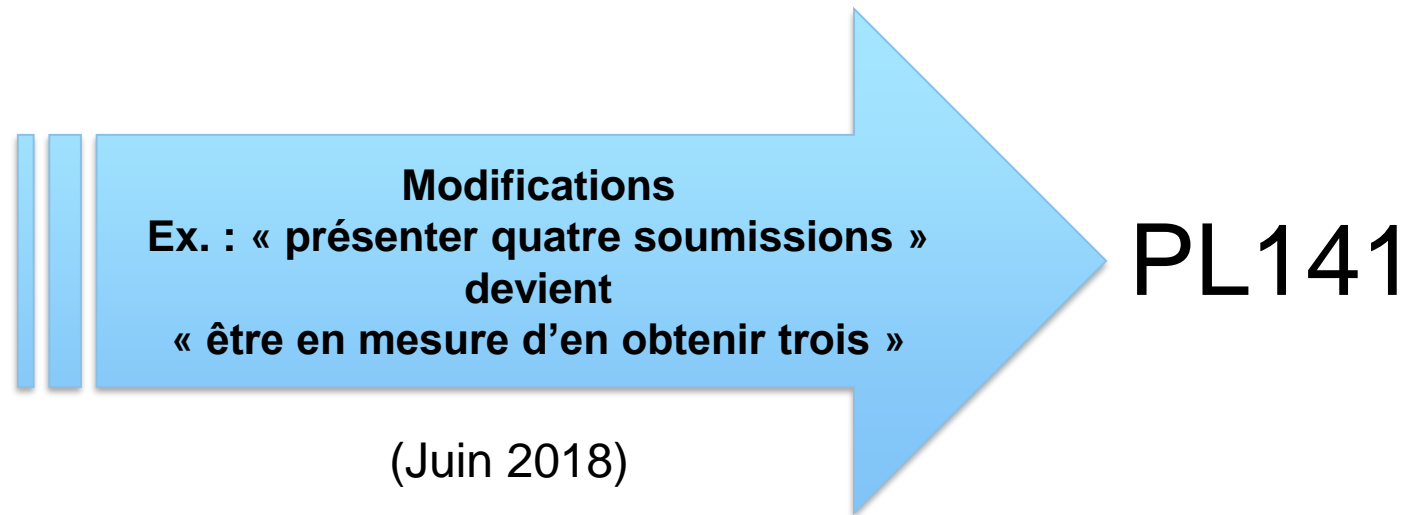 Modifications
Ex. : « présenter quatre soumissions »
devient
« être en mesure d’en obtenir trois »
PL141
(Juin 2018)